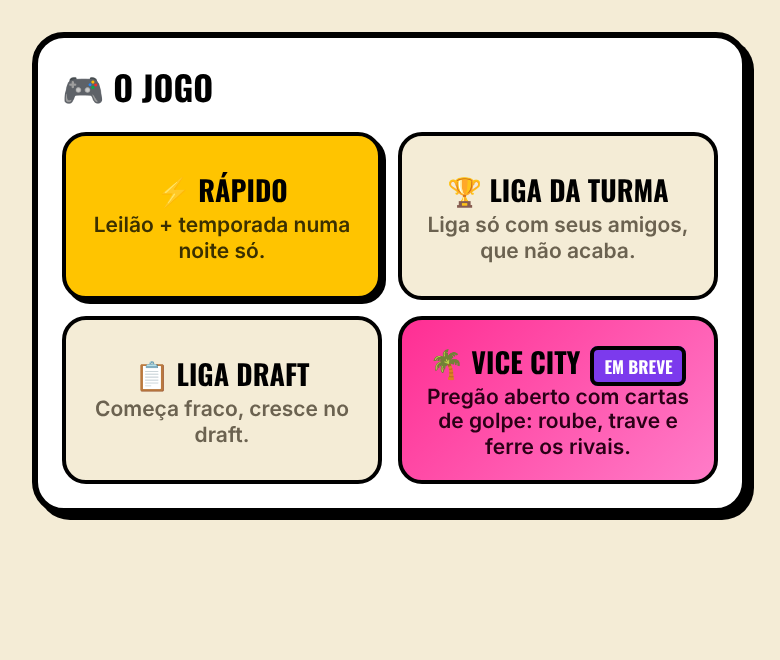 O JOGO
RÁPIDO
Leilão + temporada numa
noite só.
LIGA DA TURMA
Liga só com seus amigos,
que não acaba.
LIGA DRAFT
Começa fraco, cresce no
draft.
VICE CITY EM BREVE
Pregão aberto com cartas
de golpe: roube, trave e
ferre os rivais.